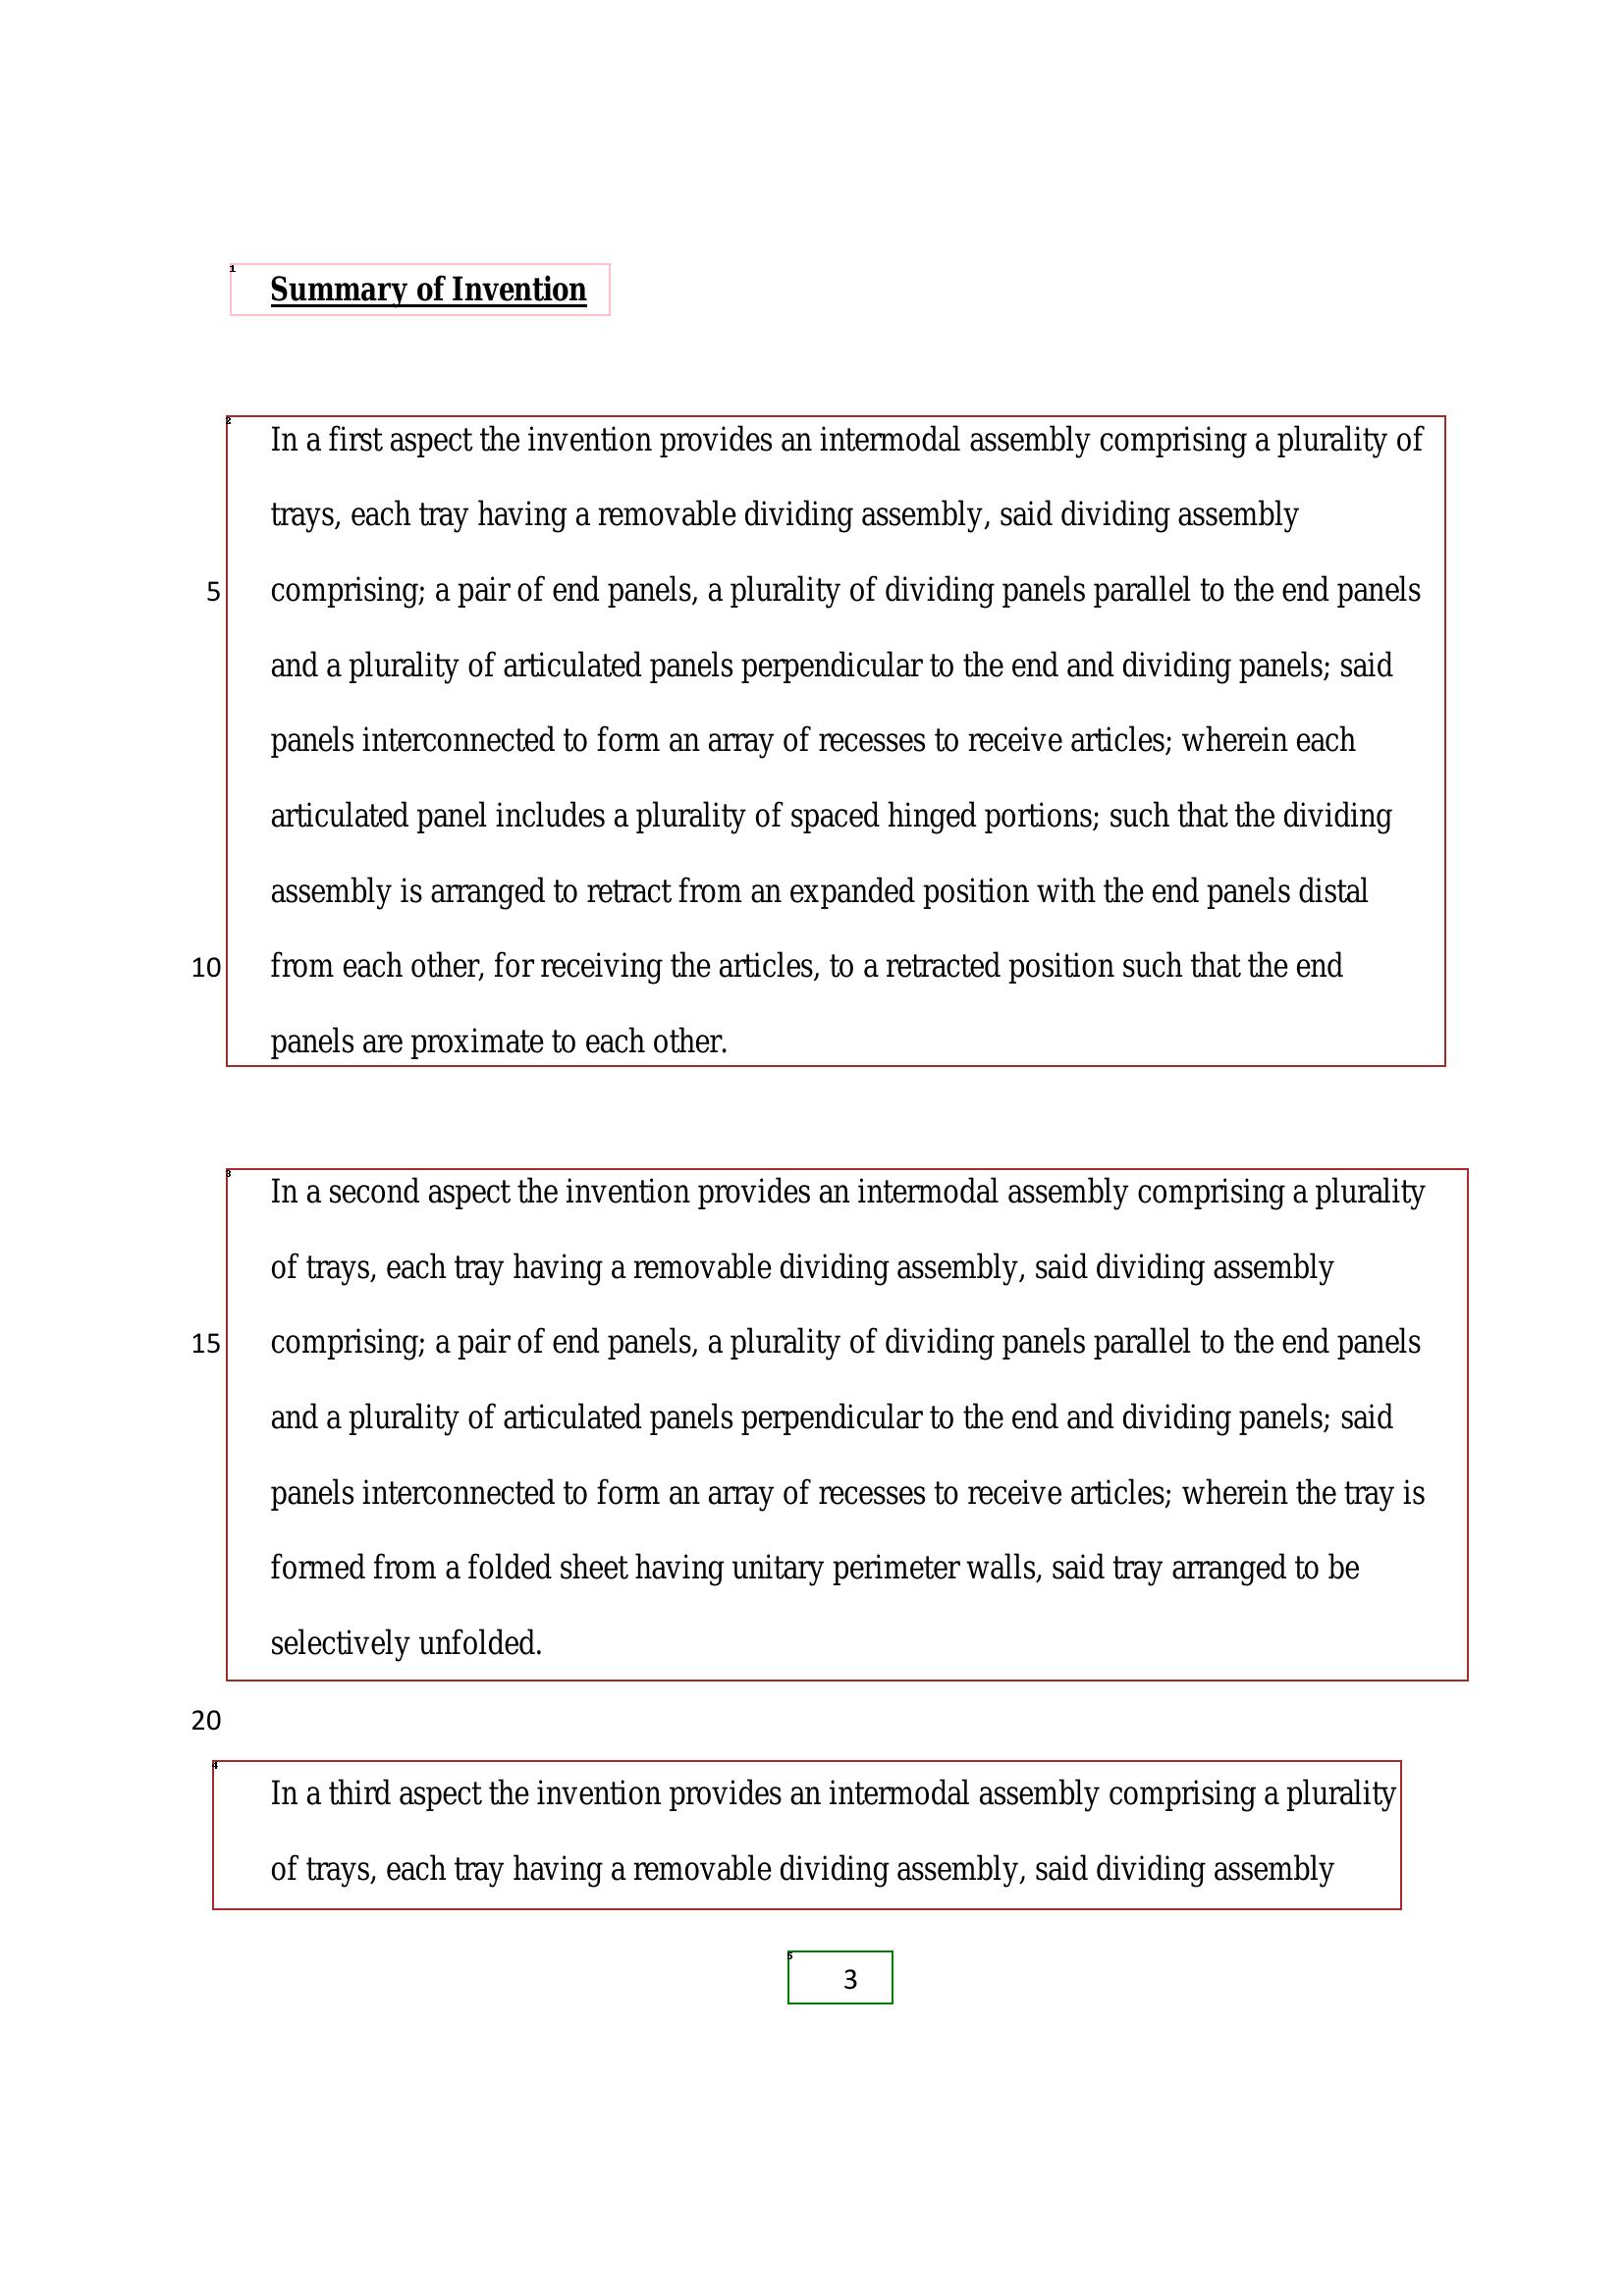 1
Summary of Invention
2
In a first aspect the invention provides an intermodal assembly comprising a plurality of
trays, each tray having a removable dividing assembly, said dividing assembly
5 comprising; a pair of end panels, a plurality of dividing panels parallel to the end panels
and a plurality of articulated panels perpendicular to the end and dividing panels; said
panels interconnected to form an array of recesses to receive articles; wherein each
articulated panel includes a plurality of spaced hinged portions; such that the dividing
assembly is arranged to retract from an expanded position with the end panels distal
10 from each other, for receiving the articles, to a retracted position such that the end
panels are proximate to each other.
3
In a second aspect the invention provides an intermodal assembly comprising a plurality
of trays, each tray having a removable dividing assembly, said dividing assembly
15 comprising; a pair of end panels, a plurality of dividing panels parallel to the end panels
and a plurality of articulated panels perpendicular to the end and dividing panels; said
panels interconnected to form an array of recesses to receive articles; wherein the tray is
formed from a folded sheet having unitary perimeter walls, said tray arranged to be
selectively unfolded.
20
4
In a third aspect the invention provides an intermodal assembly comprising a plurality
of trays, each tray having a removable dividing assembly, said dividing assembly
5
3